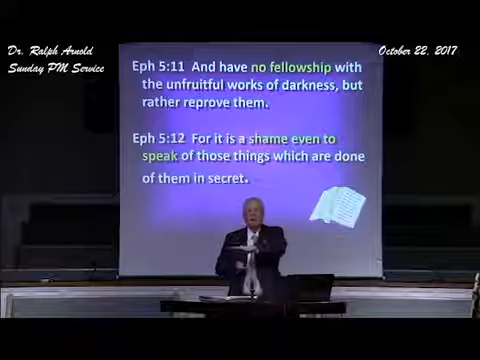 Dr. Ralph Arnold
Sunday PM Service
October 22, 2017
Eph 5:11 And have no fellowship with
the unfruitful works of darkness, but
rather reprove them.
Eph 5:12 For it is a shame even to
speak of those things which are done
of them in secret.